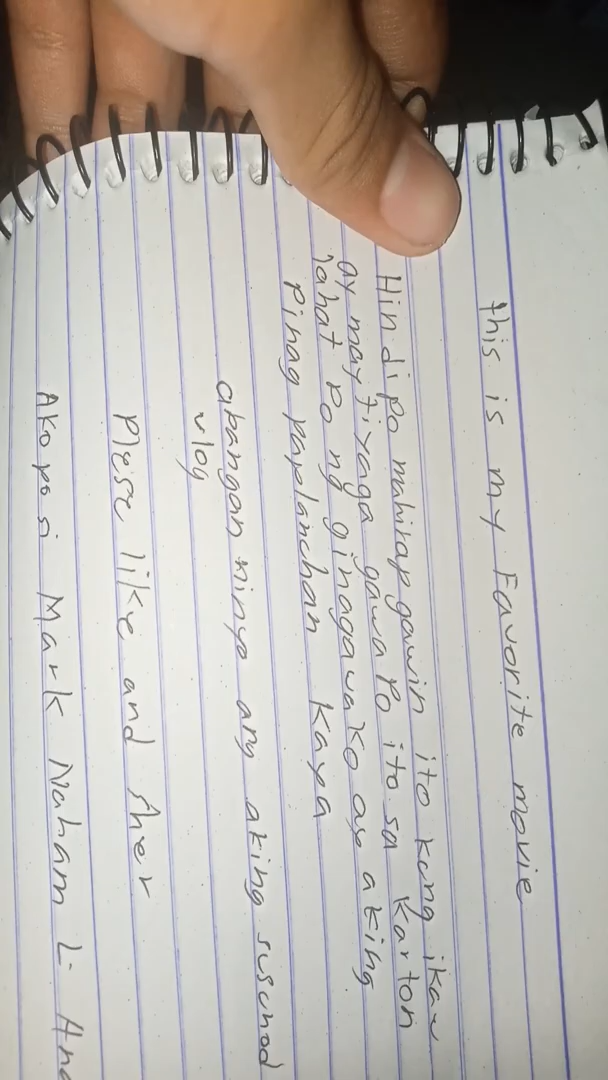 this is my Favorite movie
Hindi po mahirap gawin ito kung ikaw
ay may tiyaga gawa po ito sa karton
lahat po ng ginagawa ko ay aking
pinag paplanchan kaya
abangan ninyo ang aking susunod
vlog
Plese like and sher
Ako po si Mark Naham L. And